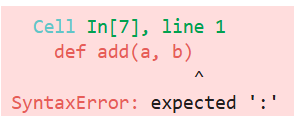 Cell In[7], line 1
def add(a, b)
^
SyntaxError: expected ':'